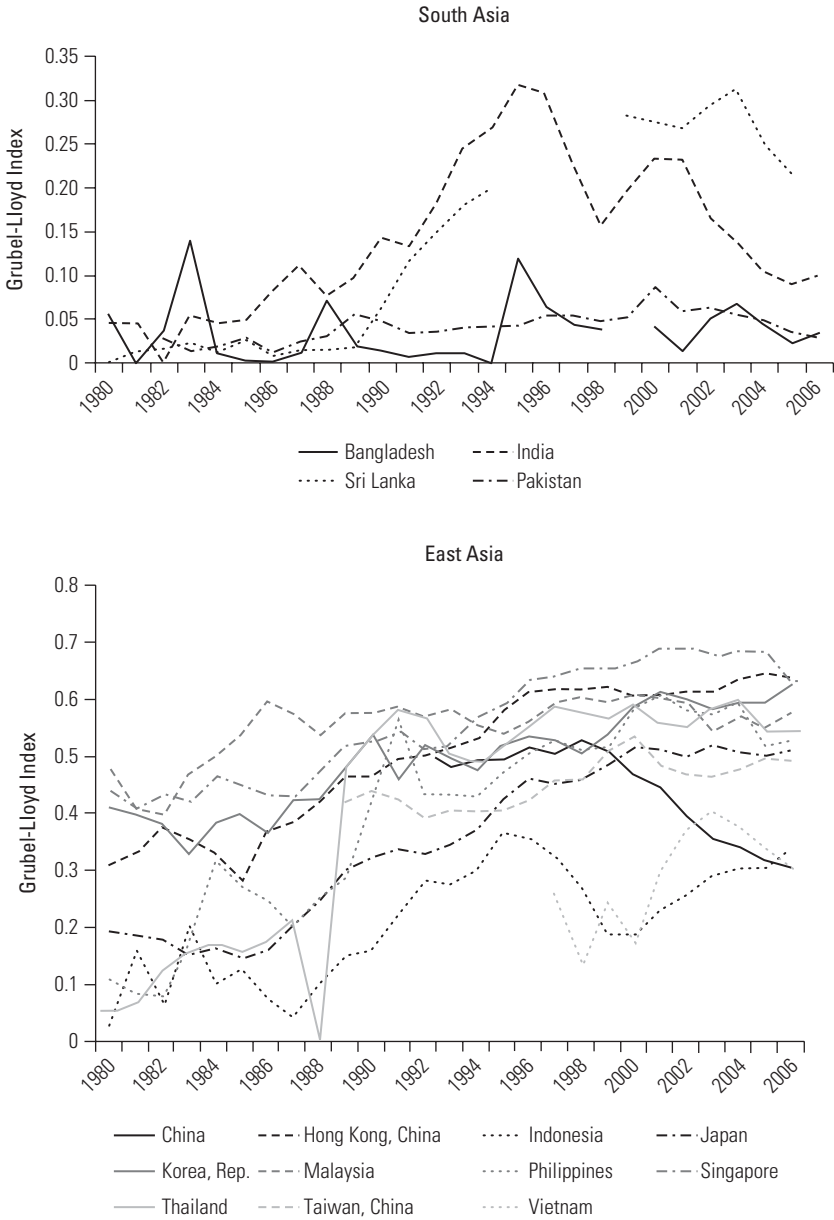 South Asia
Grubel-Lloyd Index
0.35
0.30
0.25
0.20
0.15
0.10
0.05
0
1980 1982 1984 1986 1988 1990 1992 1994 1996 1998 2000 2002 2004 2006
Bangladesh India
Sri Lanka Pakistan
East Asia
Grubel-Lloyd Index
0.8
0.7
0.6
0.5
0.4
0.3
0.2
0.1
0
1980 1982 1984 1986 1988 1990 1992 1994 1996 1998 2000 2002 2004 2006
China Hong Kong, China Indonesia Japan
Korea, Rep. Malaysia Philippines Singapore
Thailand Taiwan, China Vietnam